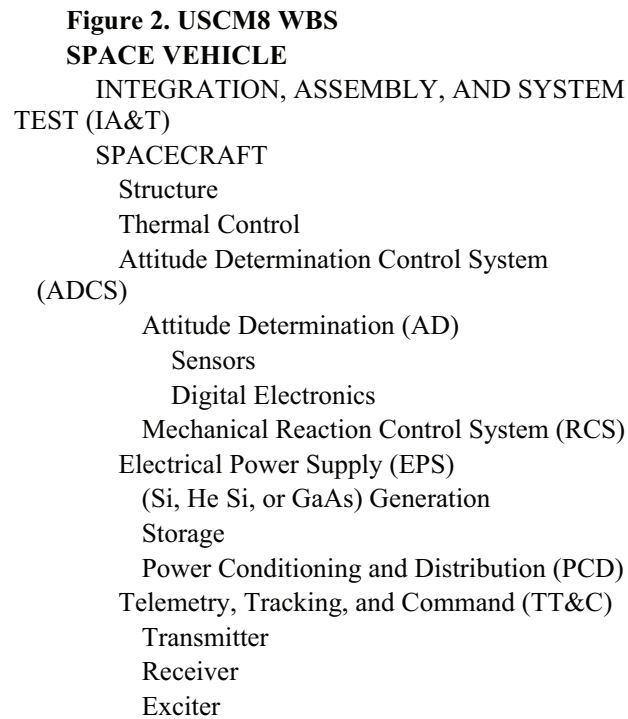 Figure 2. USCM8 WBS
SPACE VEHICLE
INTEGRATION, ASSEMBLY, AND SYSTEM
TEST (IA&T)
SPACECRAFT
Structure
Thermal Control
Attitude Determination Control System
(ADCS)
Attitude Determination (AD)
Sensors
Digital Electronics
Mechanical Reaction Control System (RCS)
Electrical Power Supply (EPS)
(Si, He Si, or GaAs) Generation
Storage
Power Conditioning and Distribution (PCD)
Telemetry, Tracking, and Command (TT&C)
Transmitter
Receiver
Exciter